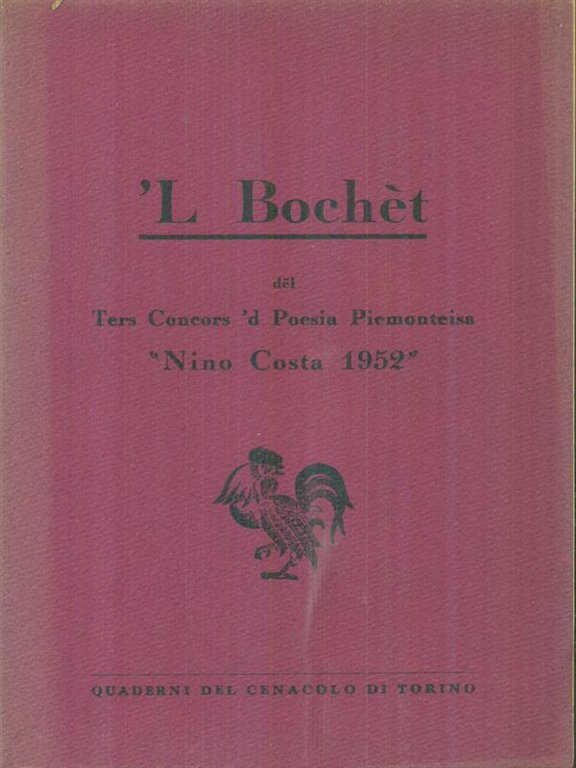 'L Bochèt
dël
Ters Concors 'd Poesia Piemonteisa
"Nino Costa 1952"
QUADERNI DEL CENACOLO DI TORINO